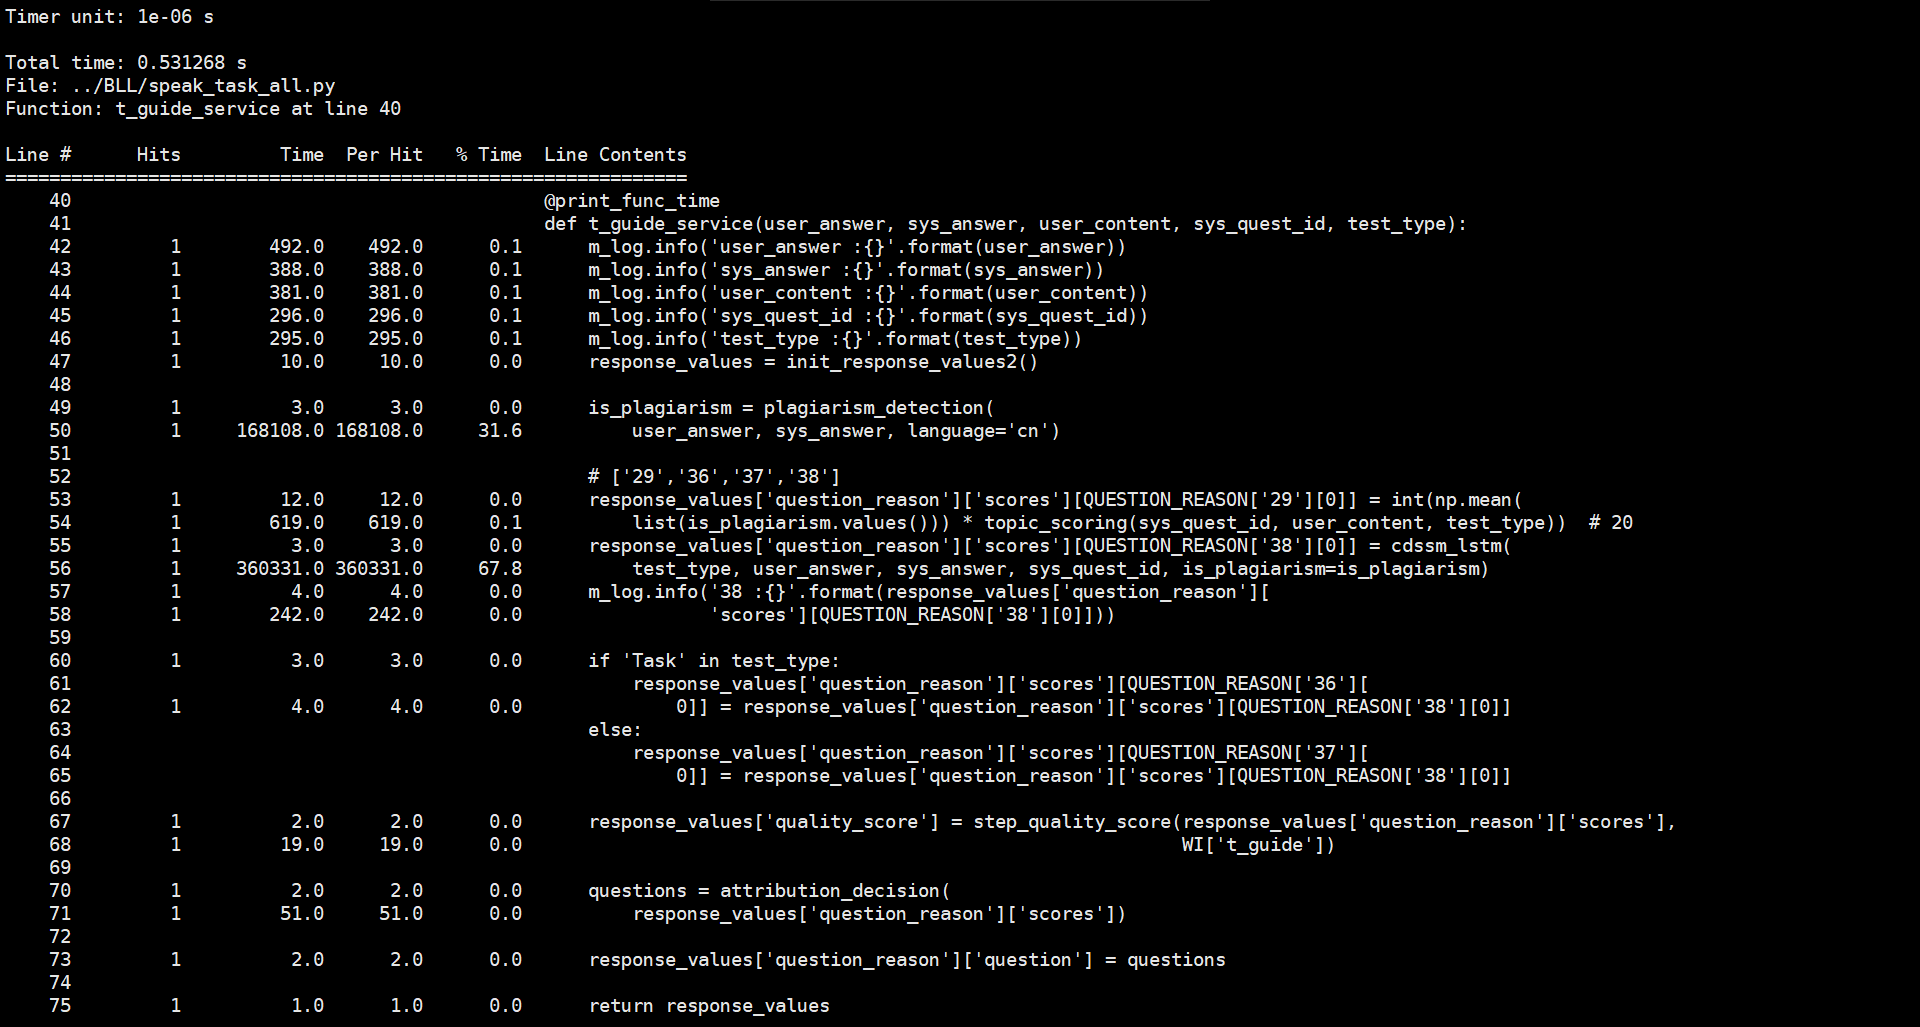 Timer unit: 1e-06 s

Total time: 0.531268 s
File: ../BLL/speak_task_all.py
Function: t_guide_service at line 40

Line #      Hits         Time  Per Hit   % Time  Line Contents
==============================================================
    40                                           @print_func_time
    41                                           def t_guide_service(user_answer, sys_answer, user_content, sys_quest_id, test_type):
    42         1        492.0    492.0      0.1      m_log.info('user_answer :{}'.format(user_answer))
    43         1        388.0    388.0      0.1      m_log.info('sys_answer :{}'.format(sys_answer))
    44         1        381.0    381.0      0.1      m_log.info('user_content :{}'.format(user_content))
    45         1        296.0    296.0      0.1      m_log.info('sys_quest_id :{}'.format(sys_quest_id))
    46         1        295.0    295.0      0.1      m_log.info('test_type :{}'.format(test_type))
    47         1         10.0     10.0      0.0      response_values = init_response_values2()
    48
    49         1          3.0      3.0      0.0      is_plagiarism = plagiarism_detection(
    50         1     168108.0 168108.0     31.6          user_answer, sys_answer, language='cn')
    51
    52                                               # ['29','36','37','38']
    53         1         12.0     12.0      0.0      response_values['question_reason']['scores'][QUESTION_REASON['29'][0]] = int(np.mean(
    54         1        619.0    619.0      0.1          list(is_plagiarism.values())) * topic_scoring(sys_quest_id, user_content, test_type))  # 20
    55         1          3.0      3.0      0.0      response_values['question_reason']['scores'][QUESTION_REASON['38'][0]] = cdssm_lstm(
    56         1     360331.0 360331.0     67.8          test_type, user_answer, sys_answer, sys_quest_id, is_plagiarism=is_plagiarism)
    57         1          4.0      4.0      0.0      m_log.info('38 :{}'.format(response_values['question_reason'][
    58         1        242.0    242.0      0.0                 'scores'][QUESTION_REASON['38'][0]]))
    59
    60         1          3.0      3.0      0.0      if 'Task' in test_type:
    61                                                   response_values['question_reason']['scores'][QUESTION_REASON['36'][
    62         1          4.0      4.0      0.0              0]] = response_values['question_reason']['scores'][QUESTION_REASON['38'][0]]
    63                                               else:
    64                                                   response_values['question_reason']['scores'][QUESTION_REASON['37'][
    65                                                       0]] = response_values['question_reason']['scores'][QUESTION_REASON['38'][0]]
    66
    67         1          2.0      2.0      0.0      response_values['quality_score'] = step_quality_score(response_values['question_reason']['scores'],
    68         1         19.0     19.0      0.0                                                            WI['t_guide'])
    69
    70         1          2.0      2.0      0.0      questions = attribution_decision(
    71         1         51.0     51.0      0.0          response_values['question_reason']['scores'])
    72
    73         1          2.0      2.0      0.0      response_values['question_reason']['question'] = questions
    74
    75         1          1.0      1.0      0.0      return response_values